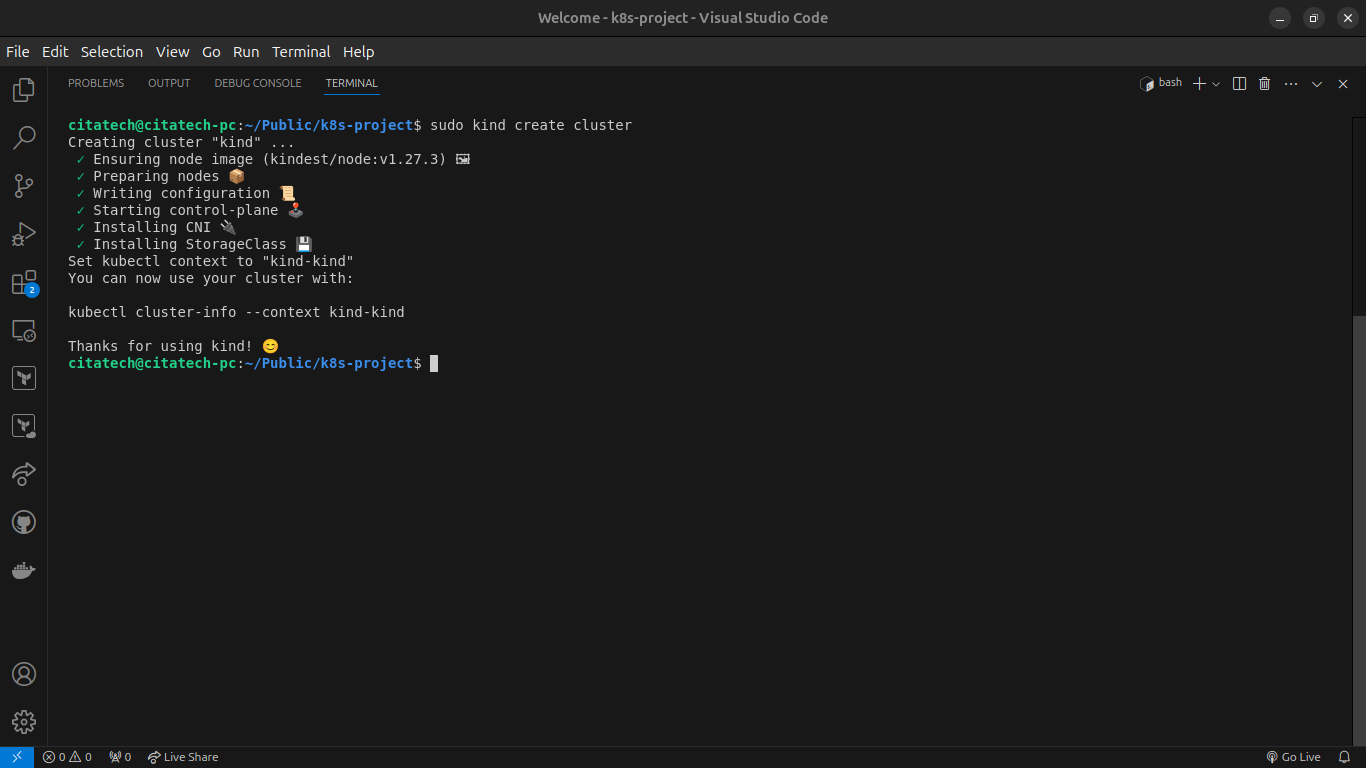 Welcome - k8s-project - Visual Studio Code
File Edit Selection View Go Run Terminal Help
PROBLEMS OUTPUT DEBUG CONSOLE TERMINAL
bash
citatech@citatech-pc:~/Public/k8s-project$ sudo kind create cluster
Creating cluster "kind" ...
✓ Ensuring node image (kindest/node:v1.27.3) 🖼
✓ Preparing nodes 📦
✓ Writing configuration 📜
✓ Starting control-plane 🕹️
✓ Installing CNI 🔌
✓ Installing StorageClass 💾
Set kubectl context to "kind-kind"
You can now use your cluster with:
kubectl cluster-info --context kind-kind
Thanks for using kind! 😊
citatech@citatech-pc:~/Public/k8s-project$
2
0 0 0 Live Share Go Live